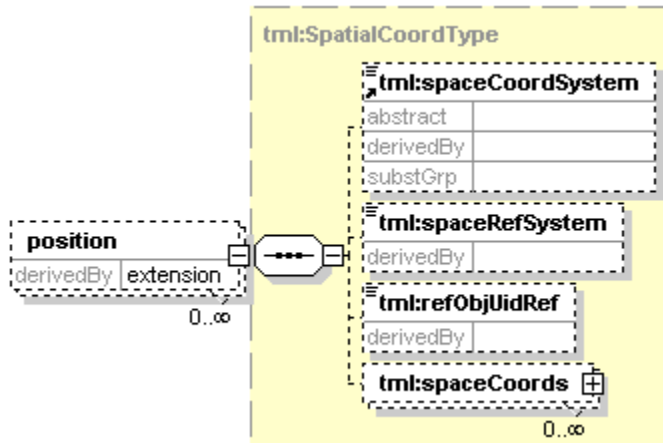 tml:SpatialCoordType
tml:spaceCoordSystem
abstract
derivedBy
substGrp
tml:spaceRefSystem
derivedBy
position
derivedBy extension
0..∞
tml:refObjUidRef
derivedBy
tml:spaceCoords
0..∞